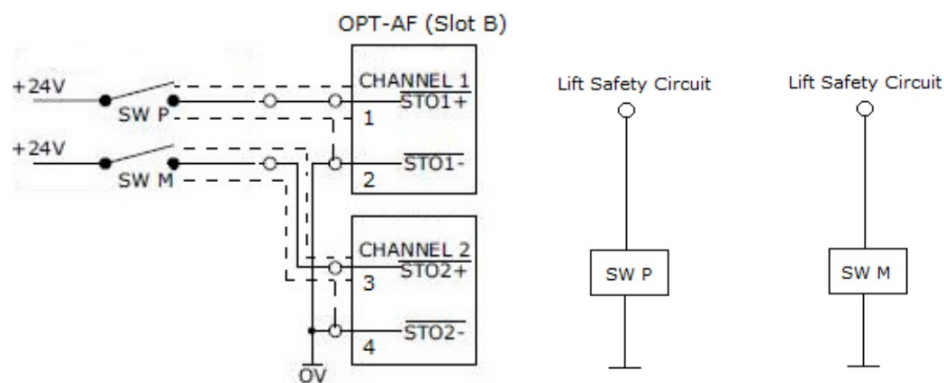 OPT-AF (Slot B)
+24V
SW P
CHANNEL 1
STO1+
1
+24V
SW M
STO1-
2
CHANNEL 2
STO2+
3
STO2-
4
0V
Lift Safety Circuit
SW P
Lift Safety Circuit
SW M